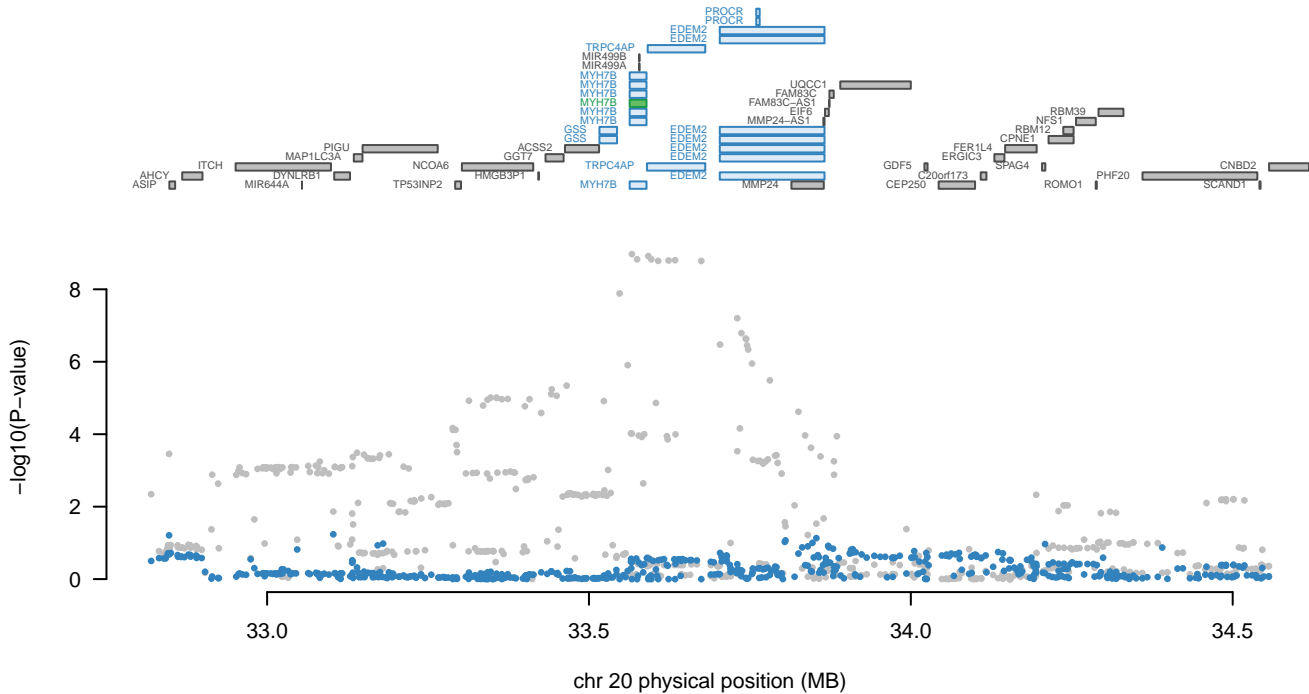 PROCR
PROCR
EDEM2
EDEM2
TRPC4AP
MIR499B
MIR499A
MYH7B
MYH7B UQCC1
MYH7B FAM83C
MYH7B FAM83C−AS1
MYH7B EIF6 RBM39
MYH7B MMP24−AS1 NFS1
GSS EDEM2 RBM12
GSS EDEM2 CPNE1
PIGU ACSS2 EDEM2 FER1L4
MAP1LC3A GGT7 EDEM2 ERGIC3
ITCH NCOA6 TRPC4AP GDF5 SPAG4 CNBD2
AHCY DYNLRB1 HMGB3P1 EDEM2 C20orf173 PHF20
ASIP MIR644A TP53INP2 MYH7B MMP24 CEP250 ROMO1 SCAND1
8
6
4
2
0
−log10(P−value)
33.0 33.5 34.0 34.5
chr 20 physical position (MB)